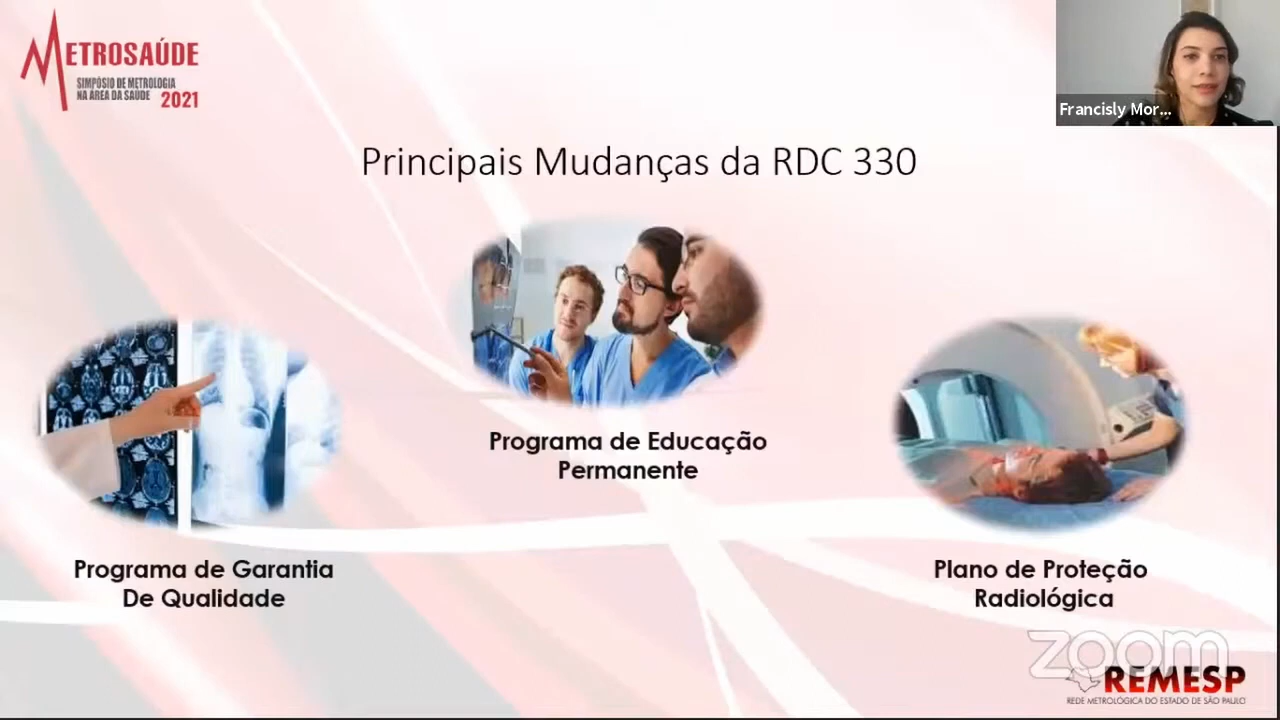 METROSAÚDE
SIMPÓSIO DE METROLOGIA
NA ÁREA DA SAÚDE 2021
Francisly Mor...
Principais Mudanças da RDC 330
Programa de Educação
Permanente
Programa de Garantia
De Qualidade
Plano de Proteção
Radiológica
zoom
REMESP
REDE METROLÓGICA DO ESTADO DE SÃO PAULO